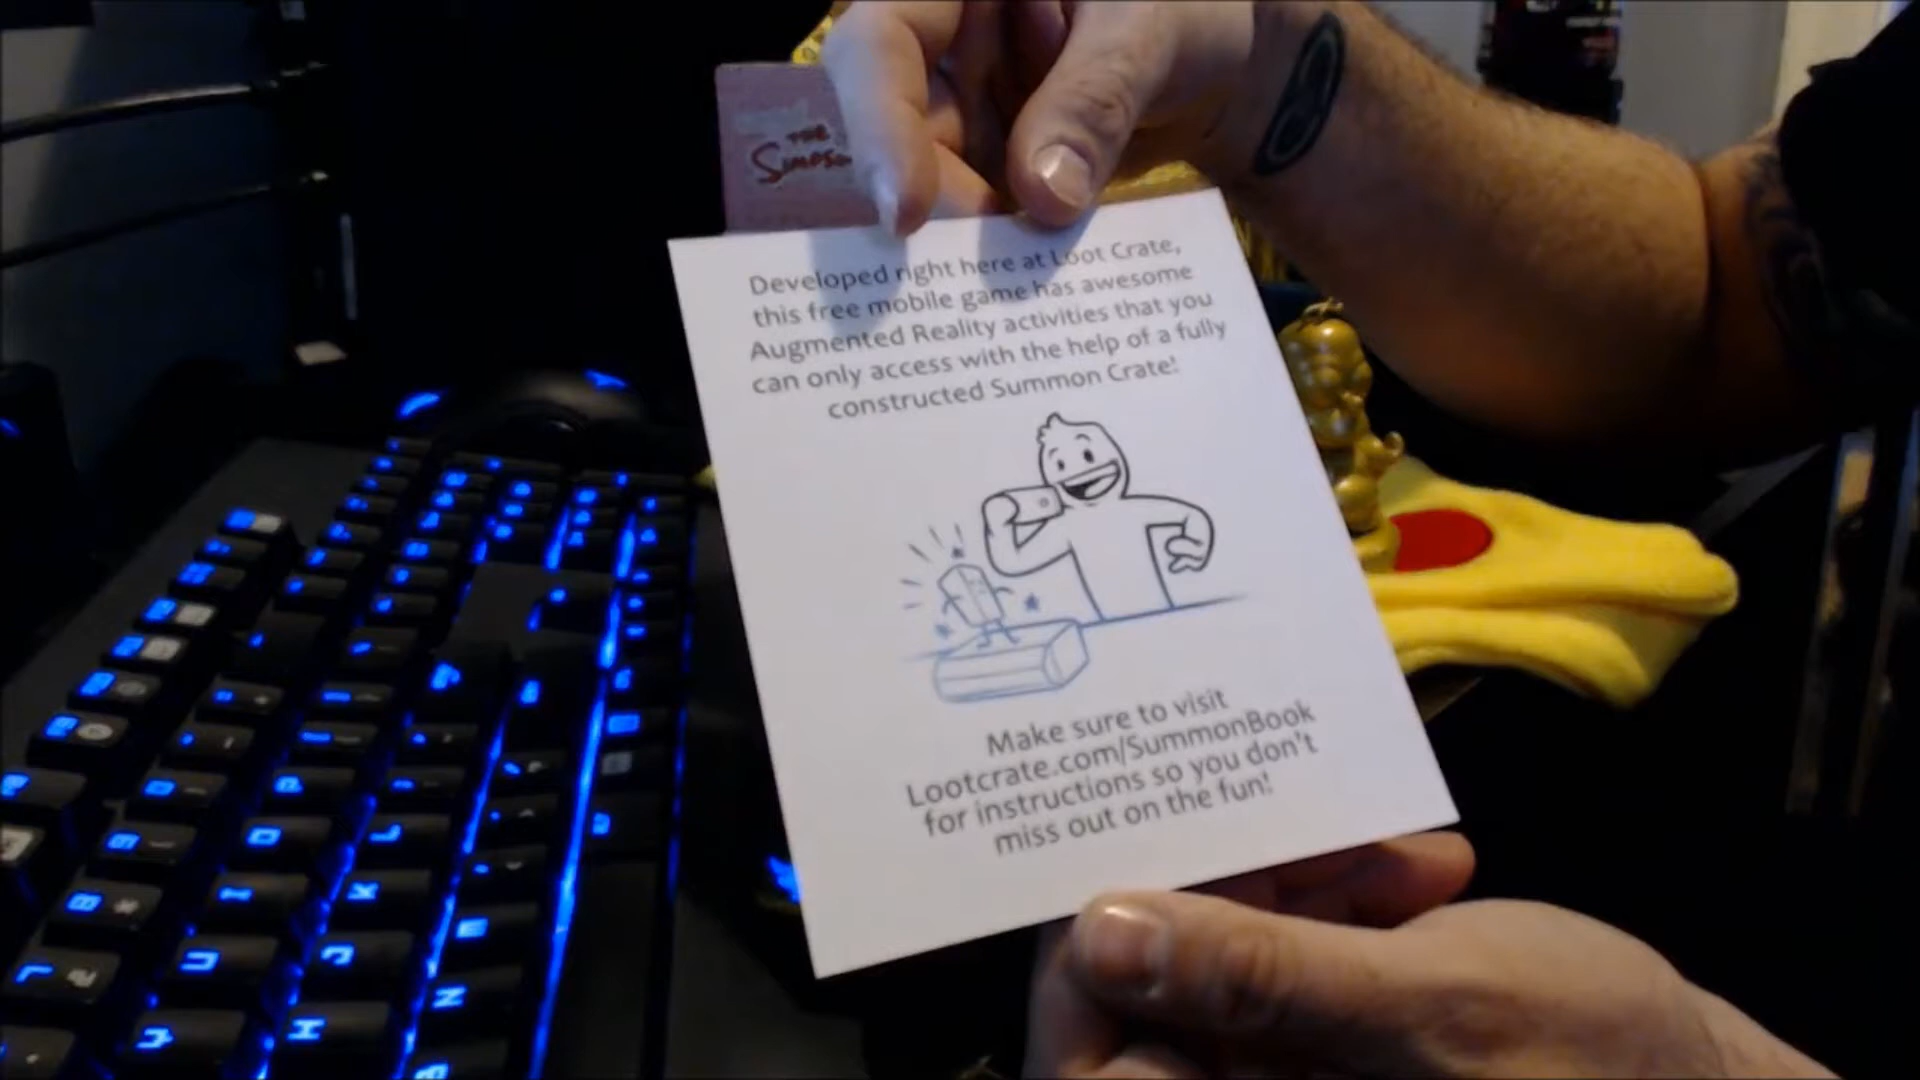 THE
Developed right here at Loot Crate,
this free mobile game has awesome
Augmented Reality activities that you
can only access with the help of a fully
constructed Summon Crate!
Make sure to visit
Lootcrate.com/SummonBook
for instructions so you don't
miss out on the fun!